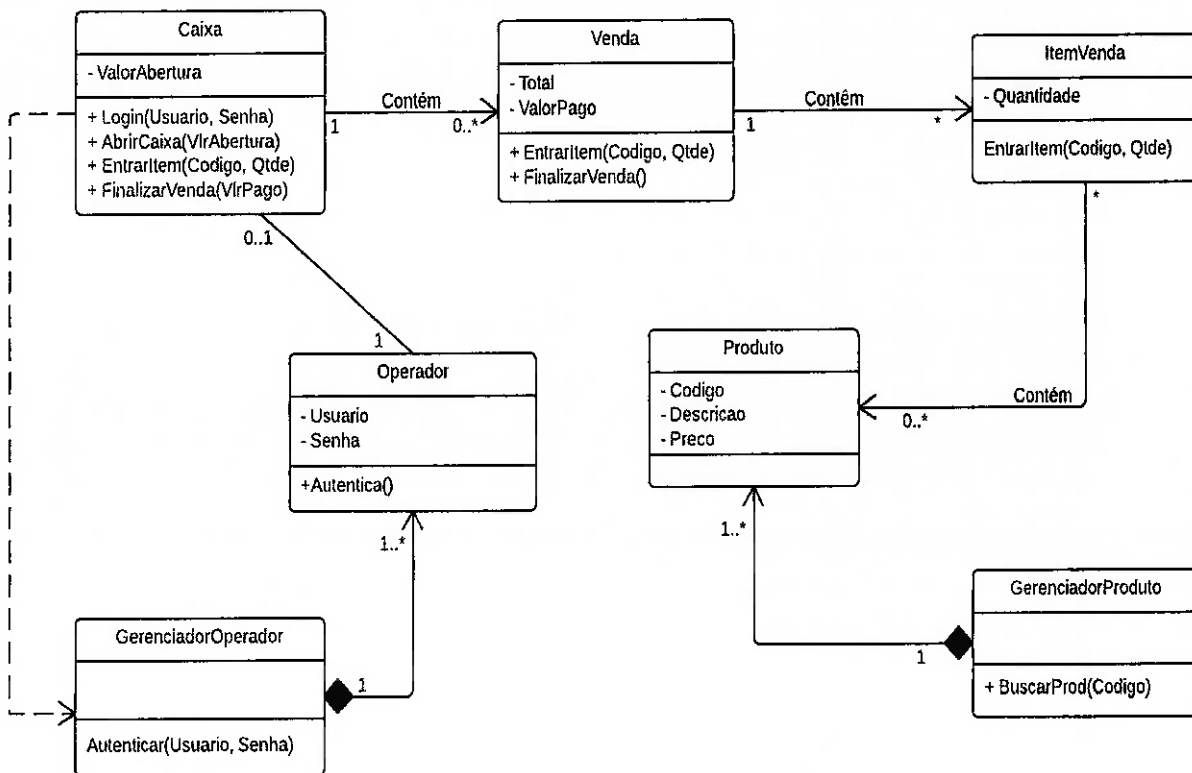 Caixa
- ValorAbertura
+ Login(Usuario, Senha)
+ AbrirCaixa(VlrAbertura)
+ EntrarItem(Codigo, Qtde)
+ FinalizarVenda(VlrPago)
Contém
1
0..*
Venda
- Total
- ValorPago
+ EntrarItem(Codigo, Qtde)
+ FinalizarVenda()
Contém
1
*
ItemVenda
- Quantidade
EntrarItem(Codigo, Qtde)
*
0..1
1
Operador
- Usuario
- Senha
+Autentica()
1..*
Produto
- Codigo
- Descricao
- Preco
Contém
0..*
1..*
GerenciadorOperador
Autenticar(Usuario, Senha)
1
GerenciadorProduto
+ BuscarProd(Codigo)
1